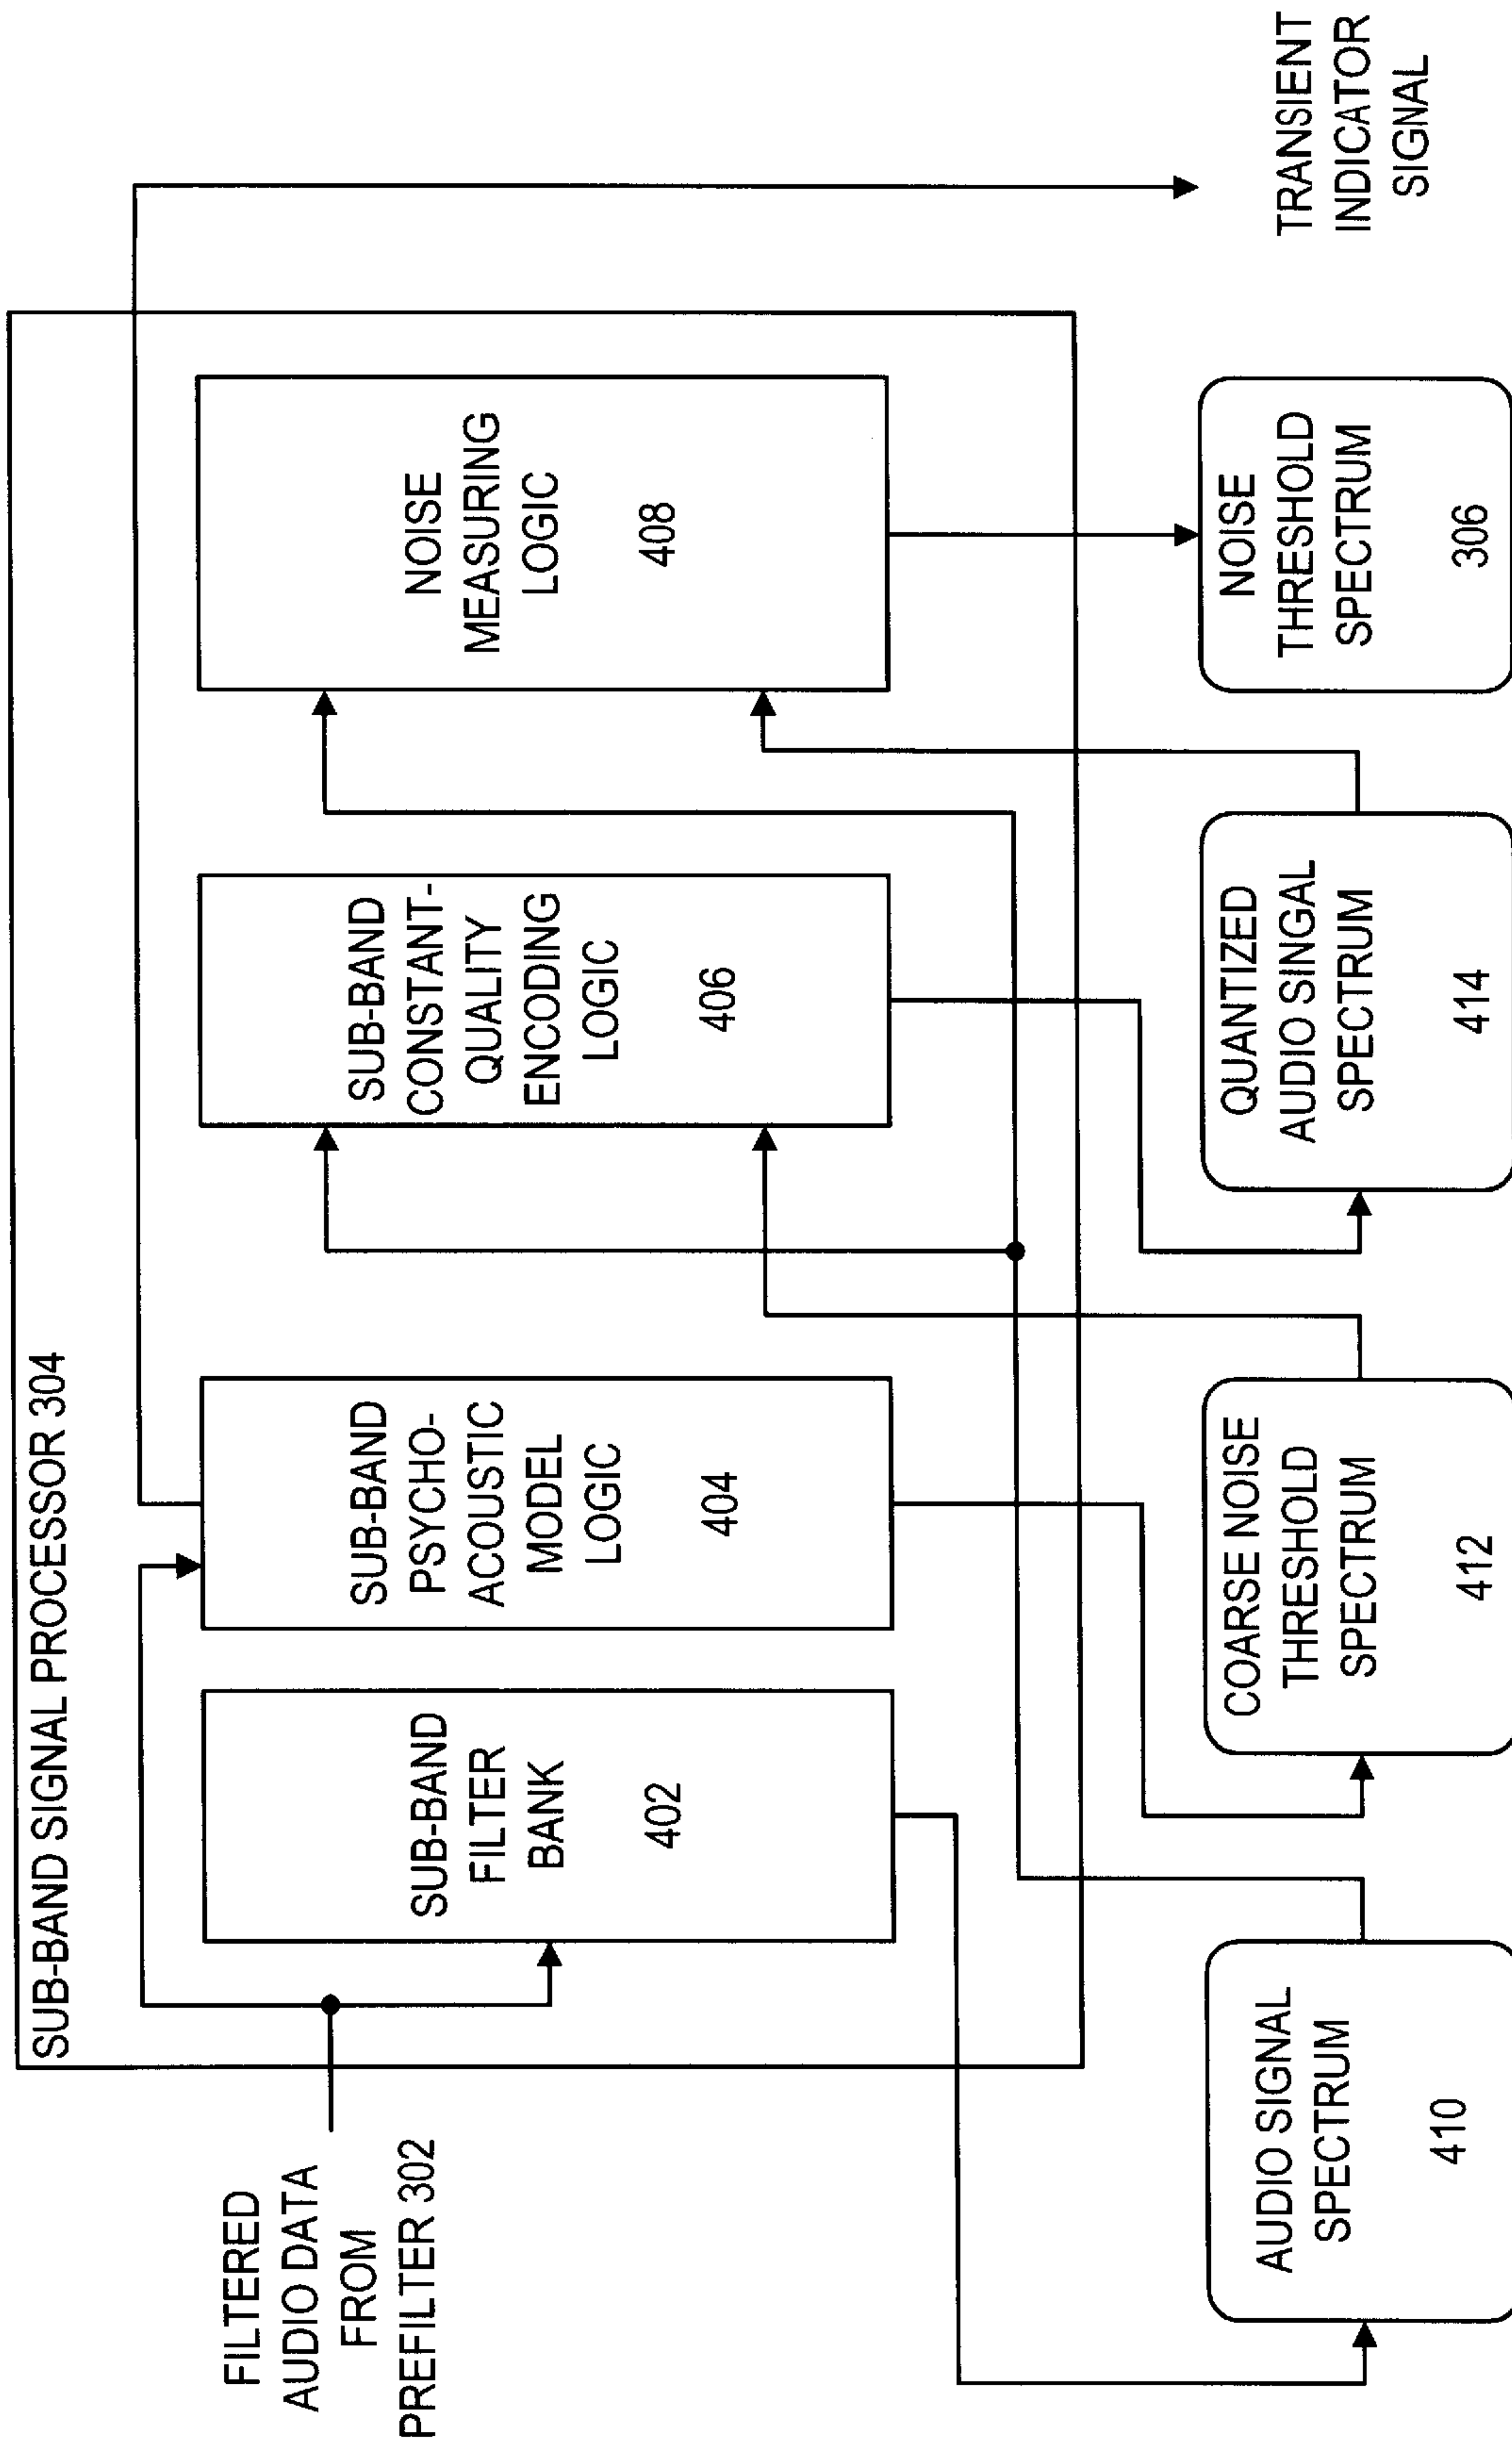 SUB-BAND SIGNAL PROCESSOR 304
FILTERED
AUDIO DATA
FROM
PREFILTER 302
SUB-BAND
FILTER
BANK
402
SUB-BAND
PSYCHO-
ACOUSTIC
MODEL
LOGIC
404
SUB-BAND
CONSTANT-
QUALITY
ENCODING
LOGIC
406
NOISE
MEASURING
LOGIC
408
AUDIO SIGNAL
SPECTRUM
410
COARSE NOISE
THRESHOLD
SPECTRUM
412
QUANTIZED
AUDIO SINGAL
SPECTRUM
414
NOISE
THRESHOLD
SPECTRUM
306
TRANSIENT
INDICATOR
SIGNAL